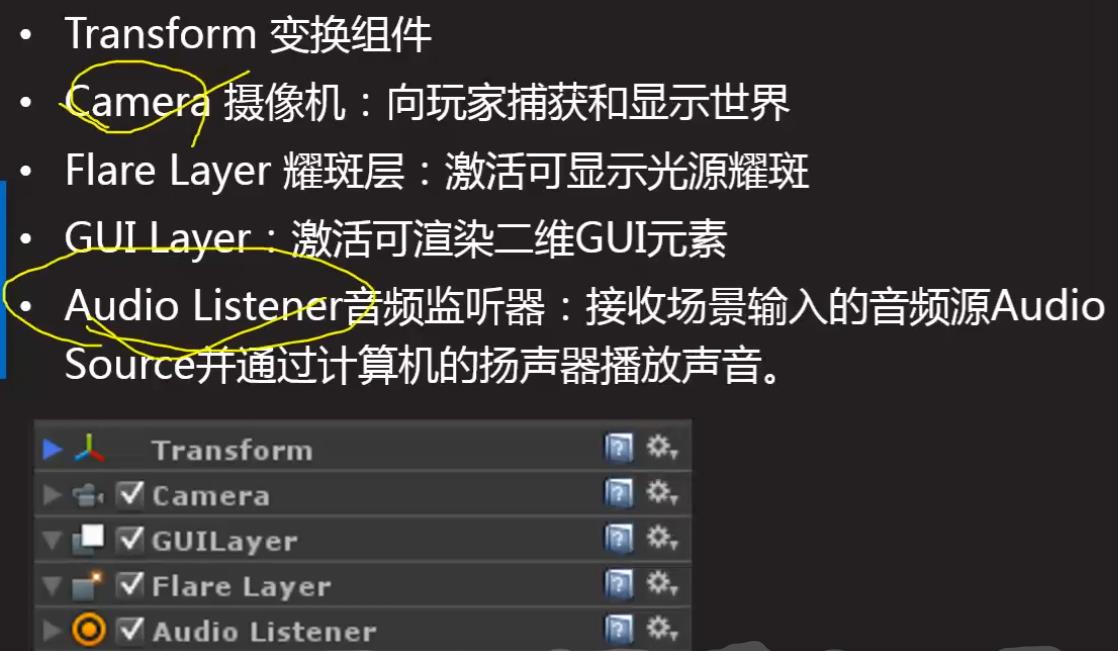 • Transform 变换组件
• Camera 摄像机：向玩家捕获和显示世界
• Flare Layer 耀斑层：激活可显示光源耀斑
• GUI Layer：激活可渲染二维GUI元素
• Audio Listener音频监听器：接收场景输入的音频源Audio
Source并通过计算机的扬声器播放声音。
Transform
Camera
GUILayer
Flare Layer
Audio Listener